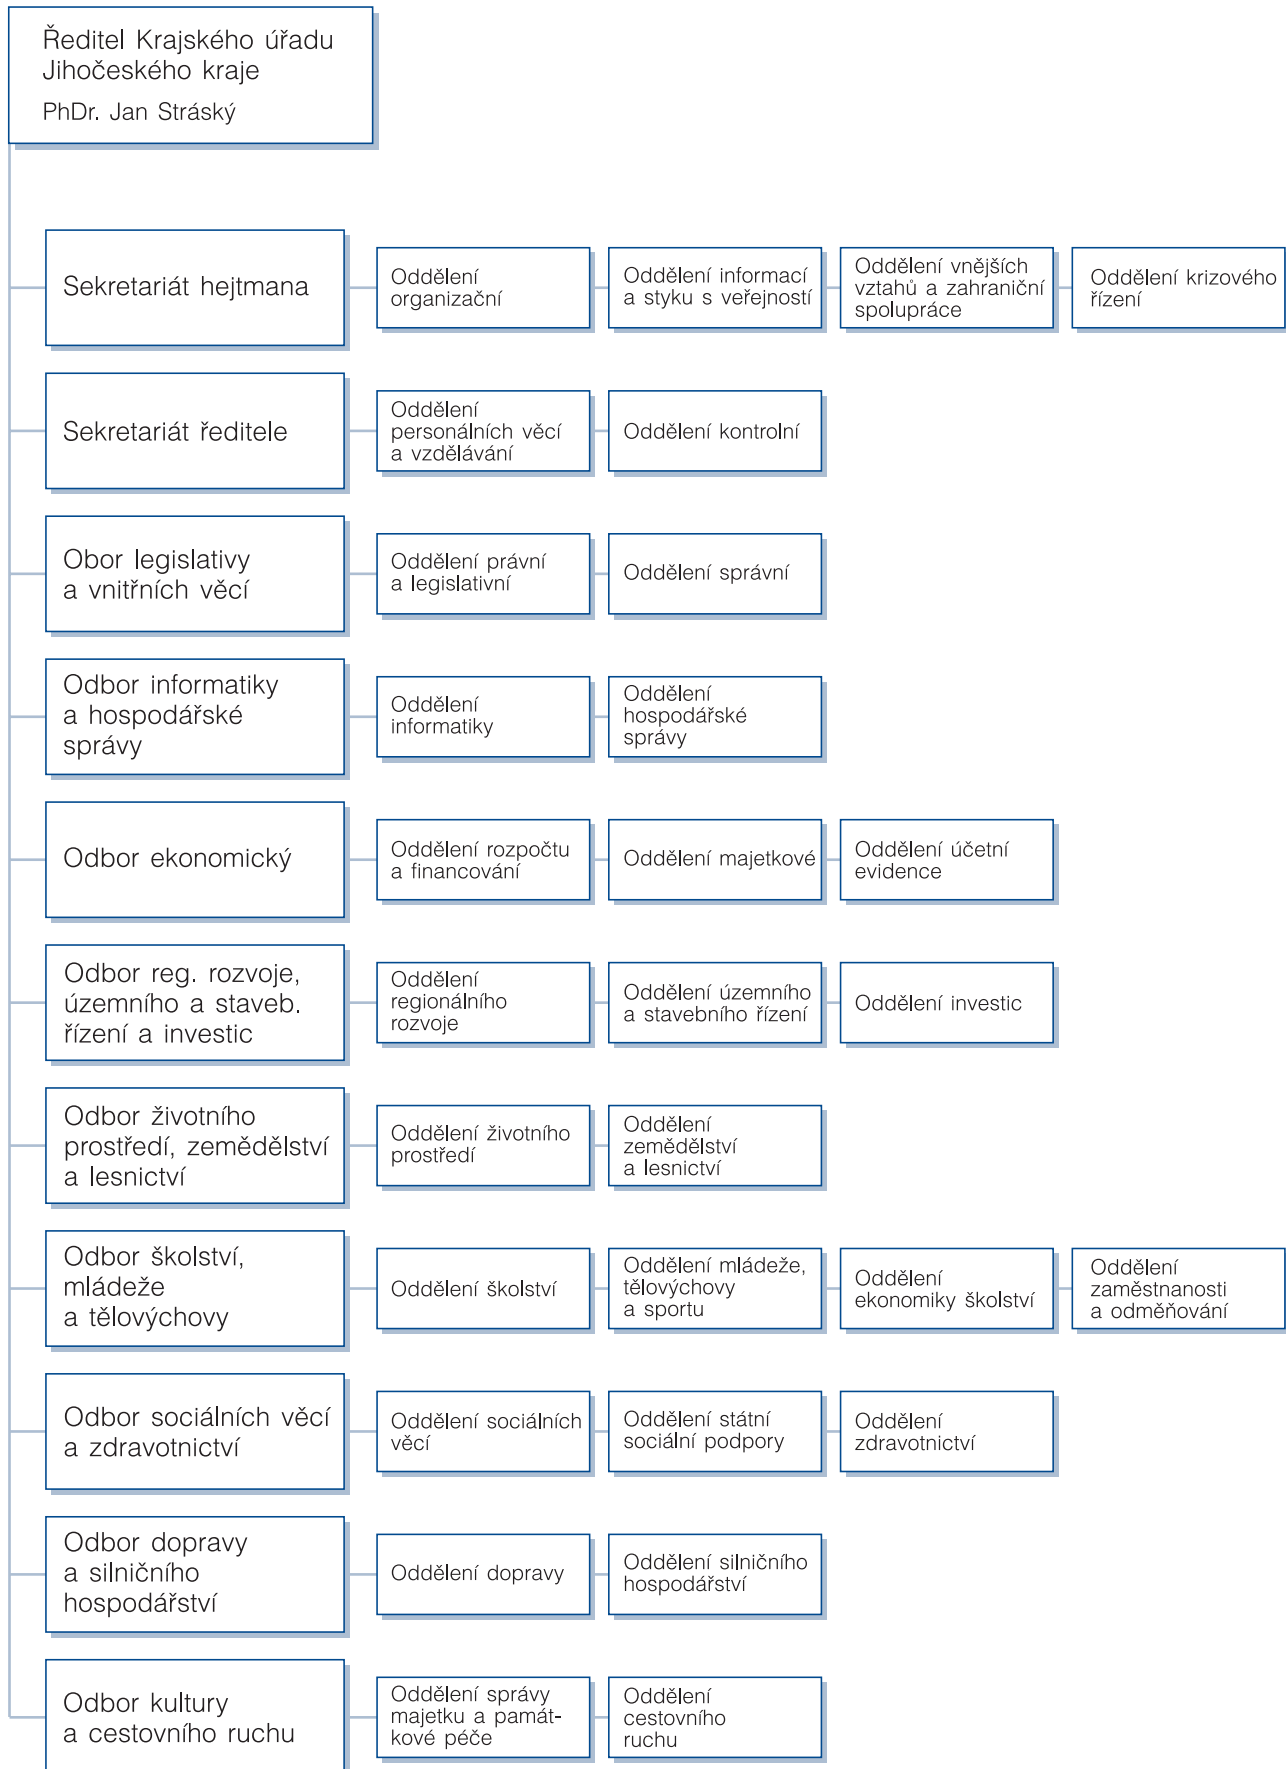 Ředitel Krajského úřadu
Jihočeského kraje
PhDr. Jan Stráský
Sekretariát hejtmana
Oddělení
organizační
Oddělení informací
a styku s veřejností
Oddělení vnějších
vztahů a zahraniční
spolupráce
Oddělení krizového
řízení
Sekretariát ředitele
Oddělení
personálních věcí
a vzdělávání
Oddělení kontrolní
Obor legislativy
a vnitřních věcí
Oddělení právní
a legislativní
Oddělení správní
Odbor informatiky
a hospodářské
správy
Oddělení
informatiky
Oddělení
hospodářské
správy
Odbor ekonomický
Oddělení rozpočtu
a financování
Oddělení majetkové
Oddělení účetní
evidence
Odbor reg. rozvoje,
územního a staveb.
řízení a investic
Oddělení
regionálního
rozvoje
Oddělení územního
a stavebního řízení
Oddělení investic
Odbor životního
prostředí, zemědělství
a lesnictví
Oddělení životního
prostředí
Oddělení
zemědělství
a lesnictví
Odbor školství,
mládeže
a tělovýchovy
Oddělení školství
Oddělení mládeže,
tělovýchovy
a sportu
Oddělení
ekonomiky školství
Oddělení
zaměstnanosti
a odměňování
Odbor sociálních věcí
a zdravotnictví
Oddělení sociálních
věcí
Oddělení státní
sociální podpory
Oddělení
zdravotnictví
Odbor dopravy
a silničního
hospodářství
Oddělení dopravy
Oddělení silničního
hospodářství
Odbor kultury
a cestovního ruchu
Oddělení správy
majetku a památ-
kové péče
Oddělení
cestovního
ruchu